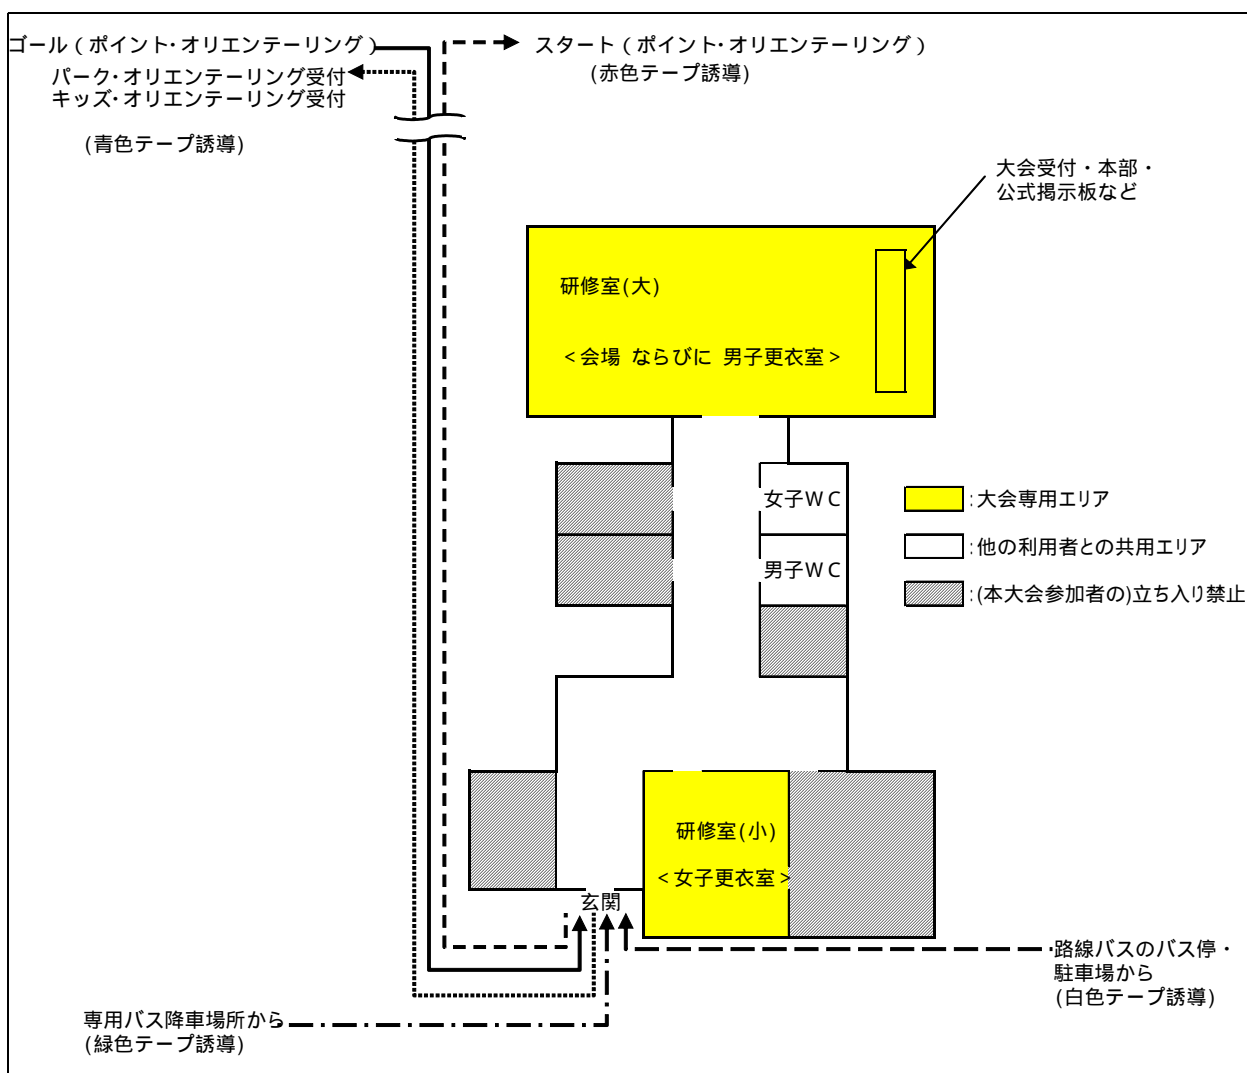 ゴール（ポイント・オリエンテーリング）
スタート（ポイント・オリエンテーリング）
(赤色テープ誘導)
パーク・オリエンテーリング受付
キッズ・オリエンテーリング受付
(青色テープ誘導)
大会受付・本部・
公式掲示板など
研修室(大)
＜会場 ならびに 男子更衣室＞
女子ＷＣ
男子ＷＣ
:大会専用エリア
:他の利用者との共用エリア
:(本大会参加者の)立ち入り禁止
研修室(小)
＜女子更衣室＞
玄関
路線バスのバス停・
駐車場から
(白色テープ誘導)
専用バス降車場所から
(緑色テープ誘導)